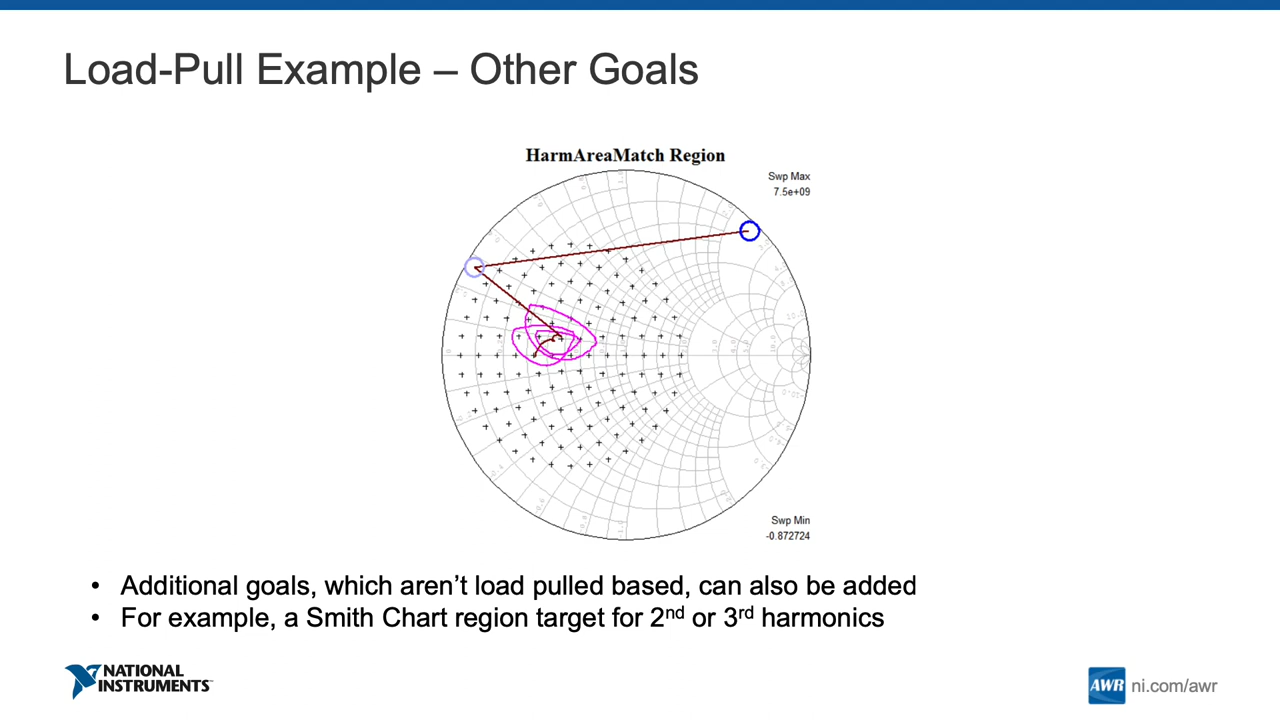 Load-Pull Example – Other Goals
HarmAreaMatch Region
Swp Max
7.5e+09
Swp Min
-0.872724
• Additional goals, which aren’t load pulled based, can also be added
• For example, a Smith Chart region target for 2nd or 3rd harmonics
NATIONAL
INSTRUMENTS™
AWR ni.com/awr